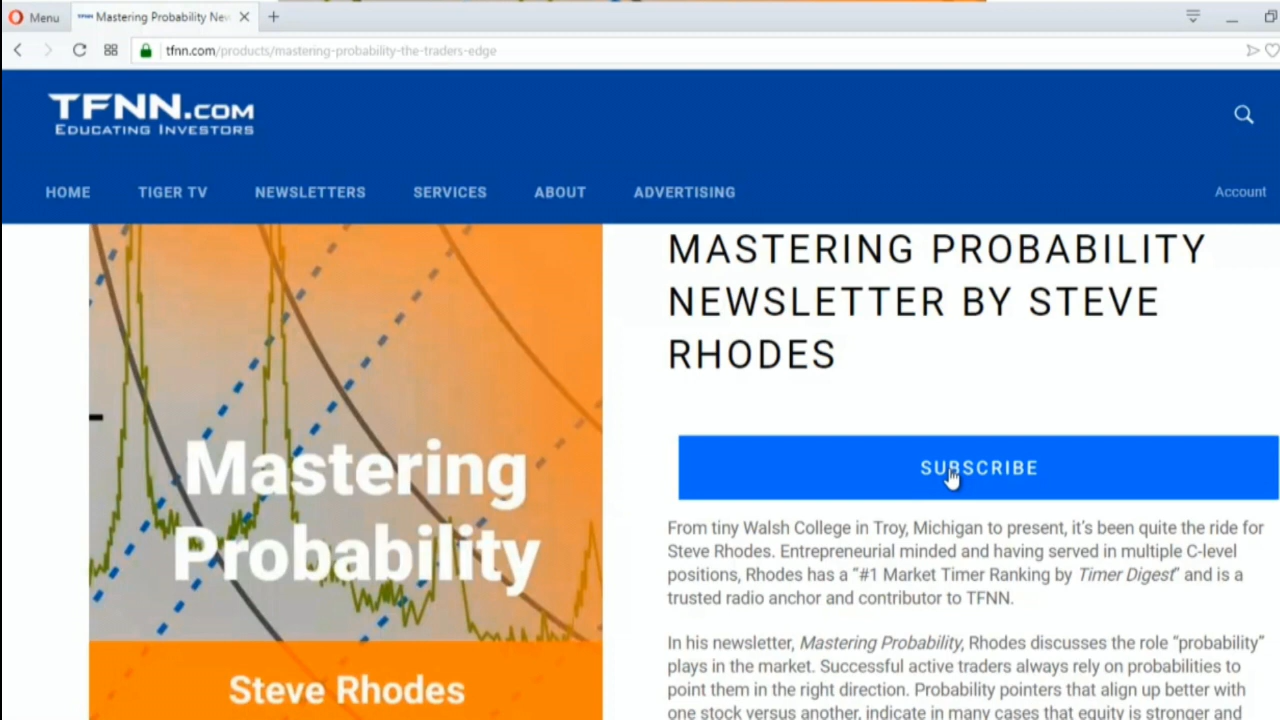 Menu
TFNN
Mastering Probability New
tfnn.com/products/mastering-probability-the-traders-edge
TFNN.COM
EDUCATING INVESTORS
HOME
TIGER TV
NEWSLETTERS
SERVICES
ABOUT
ADVERTISING
Account
Mastering
Probability
Steve Rhodes
MASTERING PROBABILITY
NEWSLETTER BY STEVE
RHODES
SUBSCRIBE
From tiny Walsh College in Troy, Michigan to present, it's been quite the ride for
Steve Rhodes. Entrepreneurial minded and having served in multiple C-level
positions, Rhodes has a "#1 Market Timer Ranking by Timer Digest" and is a
trusted radio anchor and contributor to TFNN.
In his newsletter, Mastering Probability, Rhodes discusses the role "probability"
plays in the market. Successful active traders always rely on probabilities to
point them in the right direction. Probability pointers that align up better with
one stock versus another, indicate in many cases that equity is stronger and